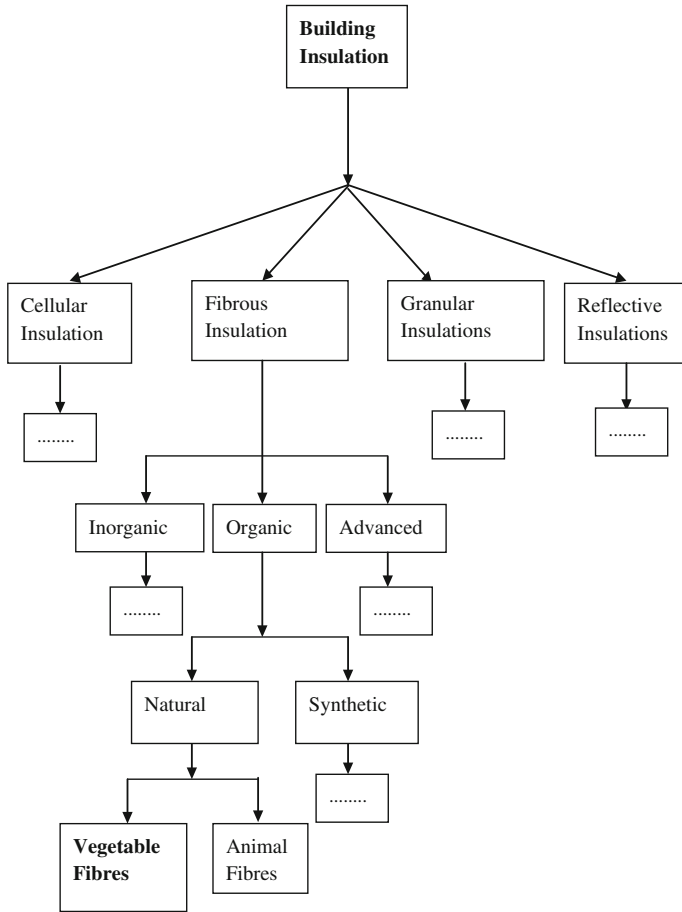 Building
Insulation
Cellular
Insulation
Fibrous
Insulation
Granular
Insulations
Reflective
Insulations
........
........
........
Inorganic
Organic
Advanced
........
........
Natural
Synthetic
........
Vegetable
Fibres
Animal
Fibres